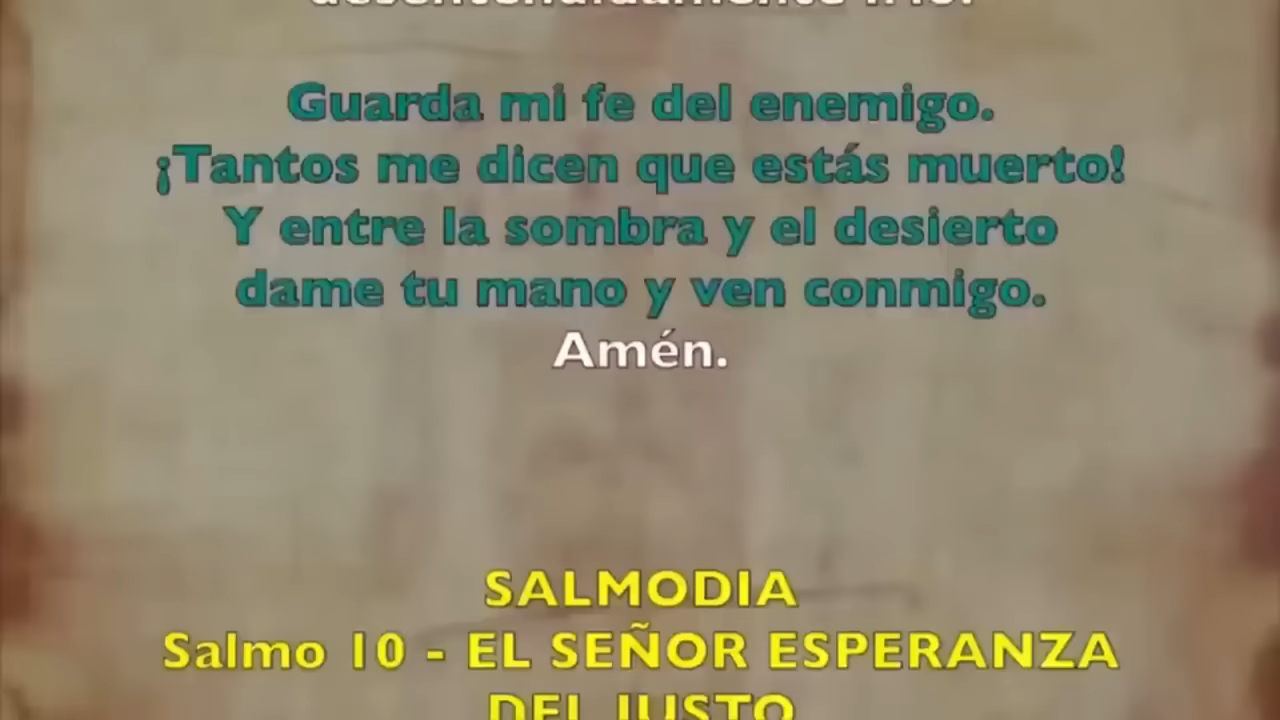 Guarda mi fe del enemigo.
¡Tantos me dicen que estás muerto!
Y entre la sombra y el desierto
dame tu mano y ven conmigo.
Amén.
SALMODIA
Salmo 10 - EL SEÑOR ESPERANZA
DEL JUSTO